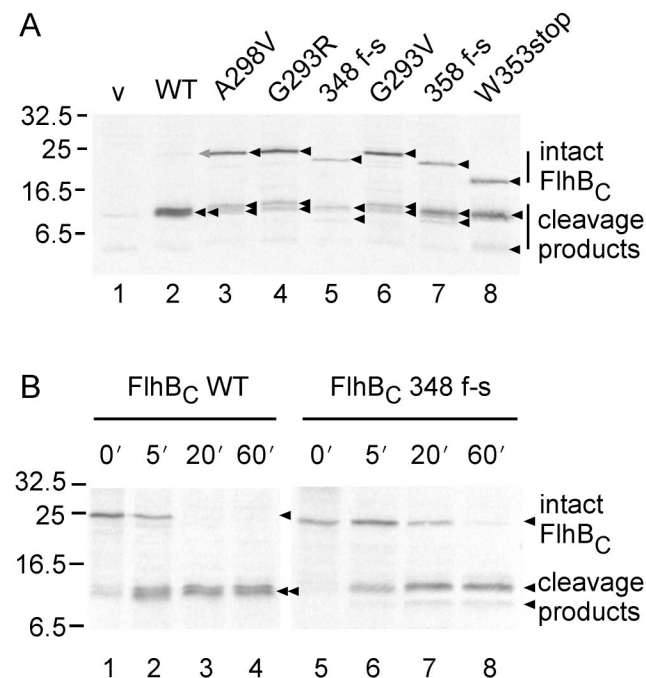 A
v WT A298V G293R 348 f-s G293V 358 f-s W353stop
32.5
25
16.5
6.5
intact
FlhBC
cleavage
products
1 2 3 4 5 6 7 8
B
FlhBC WT FlhBC 348 f-s
0′ 5′ 20′ 60′ 0′ 5′ 20′ 60′
32.5
25
16.5
6.5
intact
FlhBC
cleavage
products
1 2 3 4 5 6 7 8